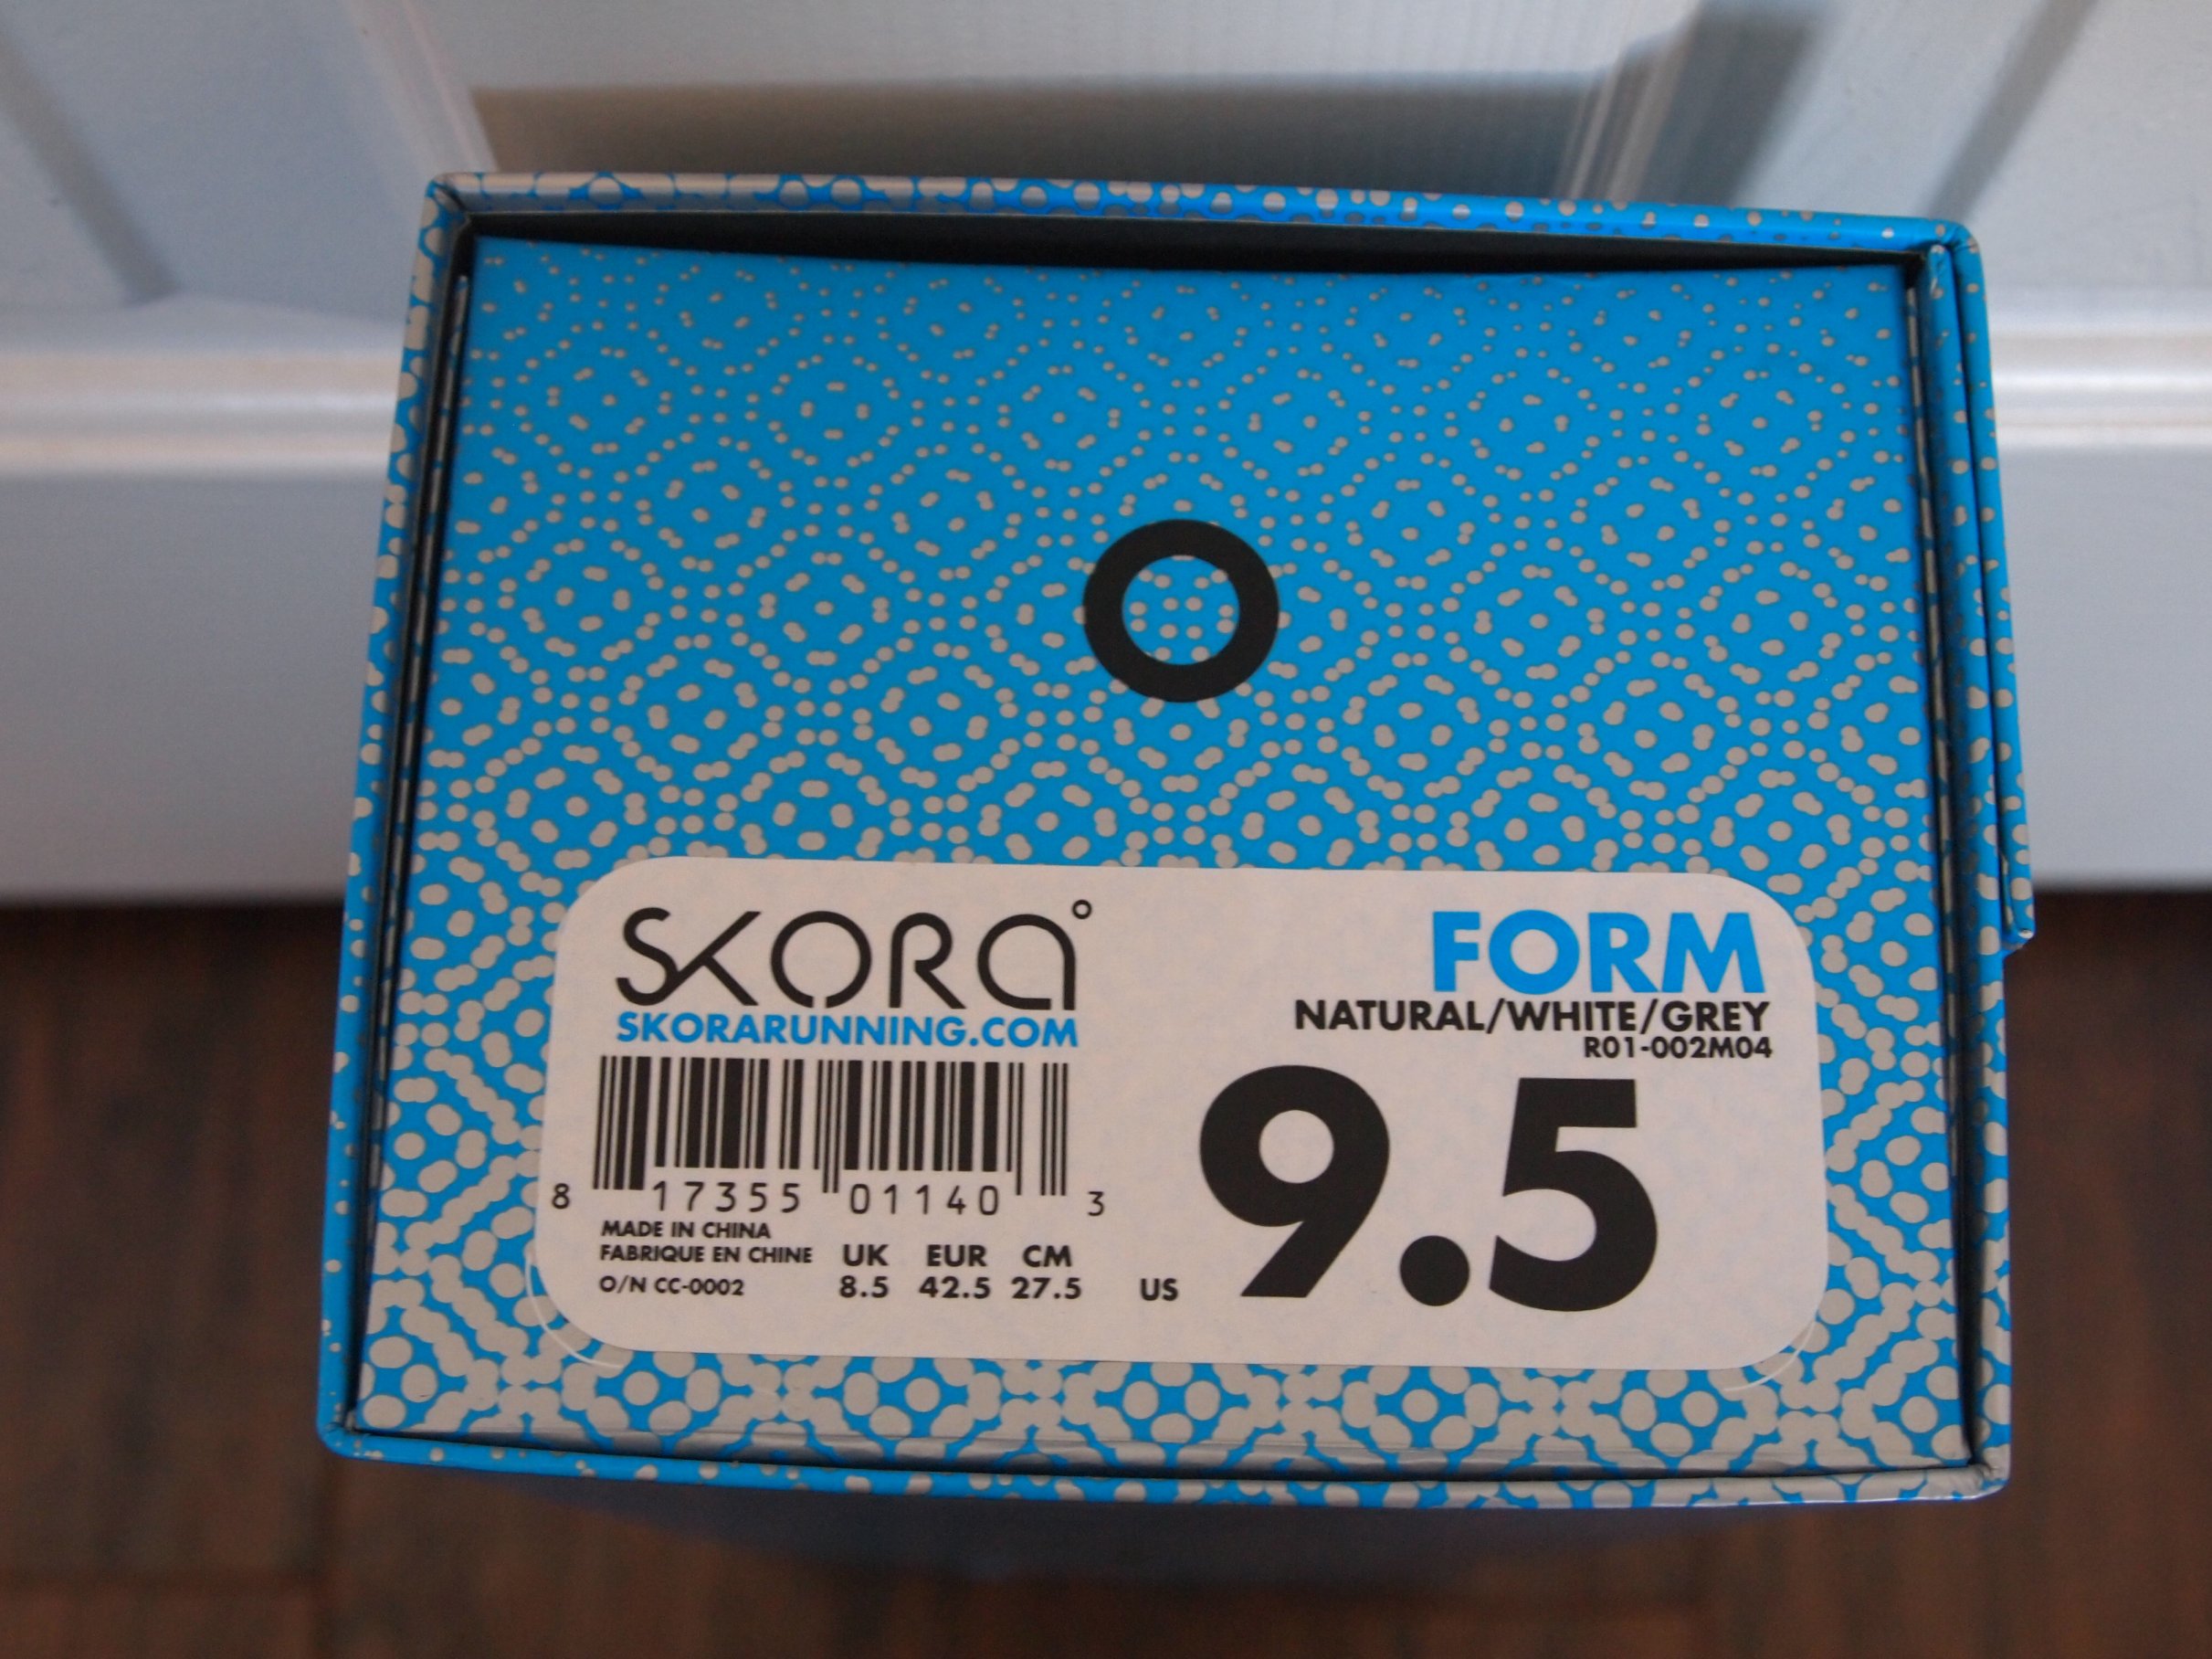 SKORA°
SKORARUNNING.COM
FORM
NATURAL/WHITE/GREY
R01-002M04
8 17355 01140 3
MADE IN CHINA
FABRIQUE EN CHINE
O/N CC-0002
UK EUR CM
8.5 42.5 27.5
US 9.5